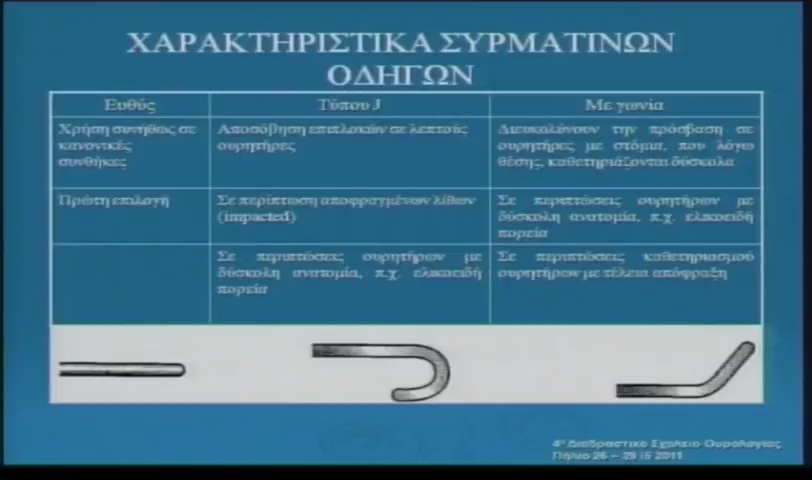 ΧΑΡΑΚΤΗΡΙΣΤΙΚΑ ΣΥΡΜΑΤΙΝΩΝ
ΟΔΗΓΩΝ
Ευθύς
Τύπου J
Με γωνία
Χρήση συνήθως σε
κανονικές
συνθήκες
Αποσόβηση επιπλοκών σε λεπτούς
ουρητήρες
Διευκολύνουν την πρόσβαση σε
ουρητήρες με στόμια, που λόγω
θέσης, καθετηριάζονται δύσκολα
Πρώτη επιλογή
Σε περίπτωση αποφραγμένων λίθων
(impacted)
Σε περιπτώσεις ουρητήρων με
δύσκολη ανατομία, π.χ. ελικοειδή
πορεία
Σε περιπτώσεις ουρητήρων με
δύσκολη ανατομία, π.χ. ελικοειδή
πορεία
Σε περιπτώσεις καθετηριασμού
ουρητήρων με τέλεια απόφραξη
4ο Διαδραστικό Σχολείο Ουρολογίας
Πήλιο 26 – 29 /5 2011